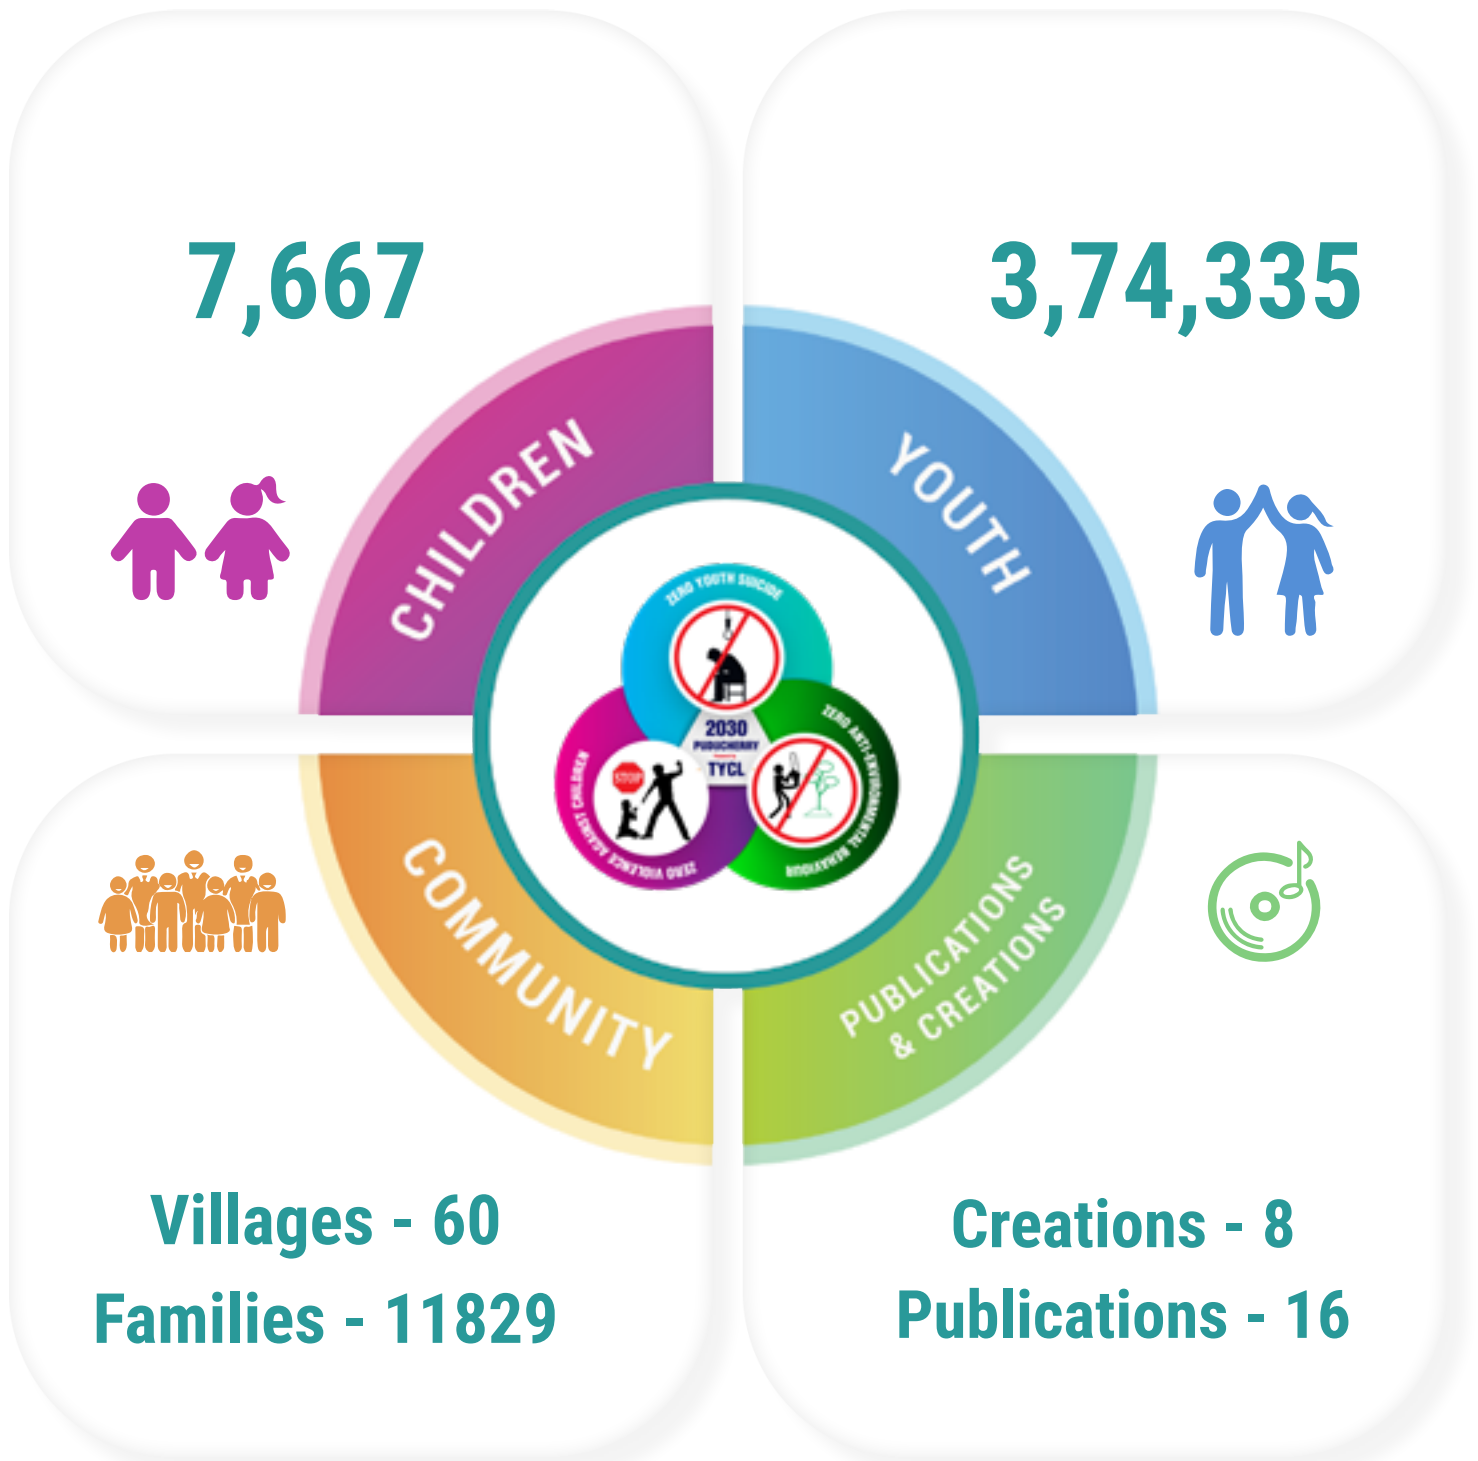 7,667
3,74,335
CHILDREN
YOUTH
ZERO YOUTH SUICIDE
2030
PUDUCHERRY
TYCL
STOP
ZERO VIOLENCE AGAINST CHILDREN
ZERO ANTI-ENVIRONMENTAL BEHAVIOUR
COMMUNITY
PUBLICATIONS
& CREATIONS
Villages - 60
Families - 11829
Creations - 8
Publications - 16